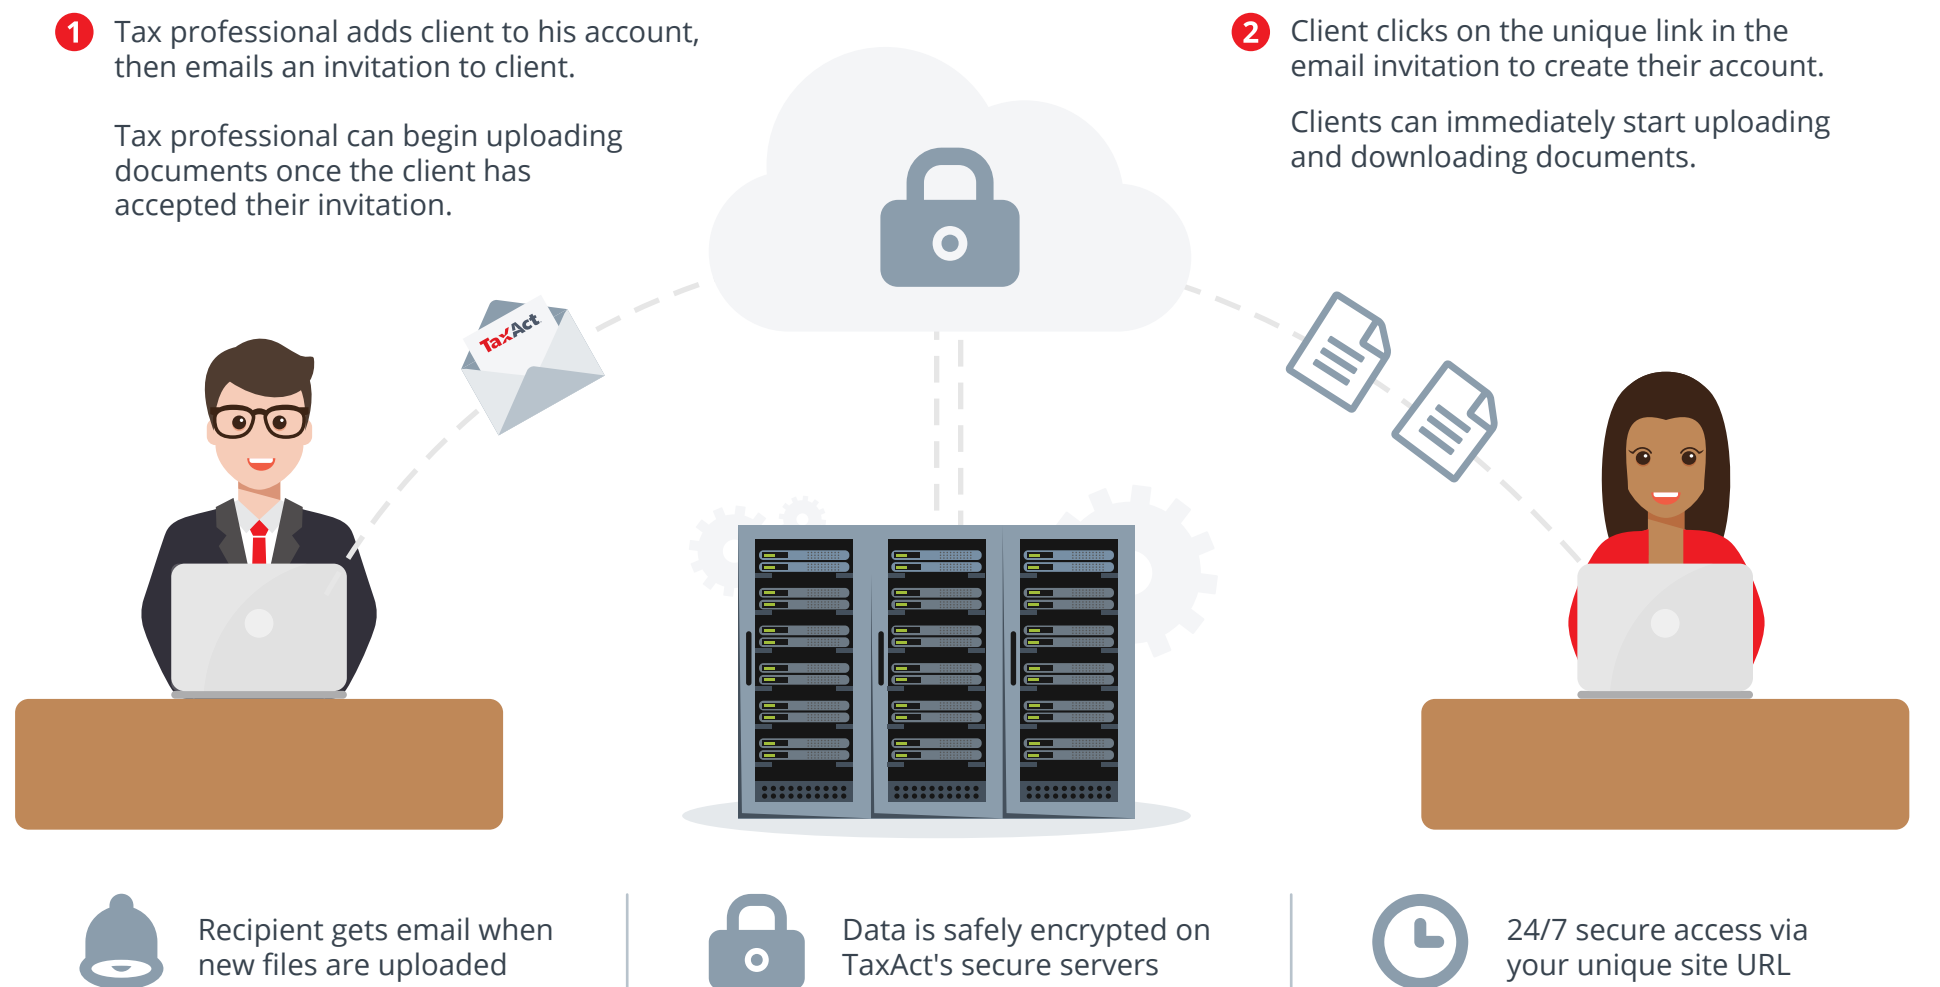 1 Tax professional adds client to his account,
then emails an invitation to client.
Tax professional can begin uploading
documents once the client has
accepted their invitation.
2 Client clicks on the unique link in the
email invitation to create their account.
Clients can immediately start uploading
and downloading documents.
TaxAct
Recipient gets email when
new files are uploaded
Data is safely encrypted on
TaxAct's secure servers
24/7 secure access via
your unique site URL